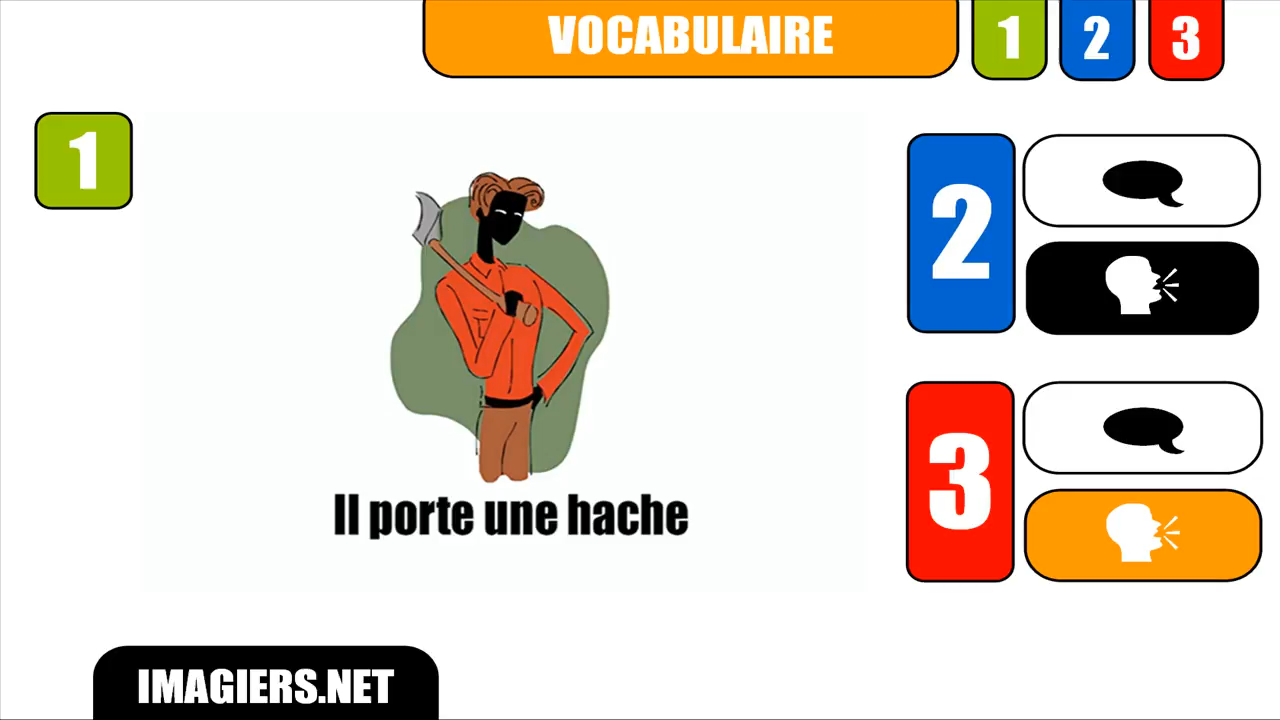 VOCABULAIRE
1 2 3
1
2
Il porte une hache
3
IMAGIERS.NET